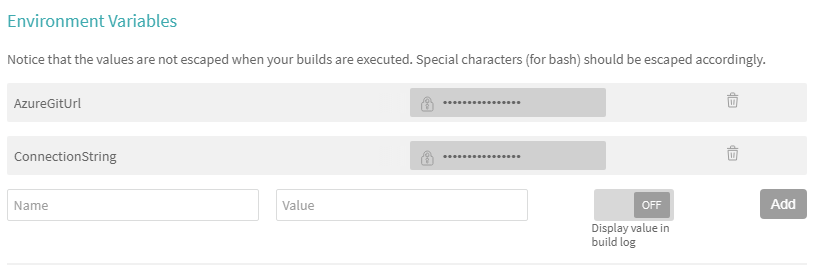 Environment Variables
Notice that the values are not escaped when your builds are executed. Special characters (for bash) should be escaped accordingly.
AzureGitUrl ••••••••••••••••
ConnectionString ••••••••••••••••
Name Value OFF Add
Display value in
build log